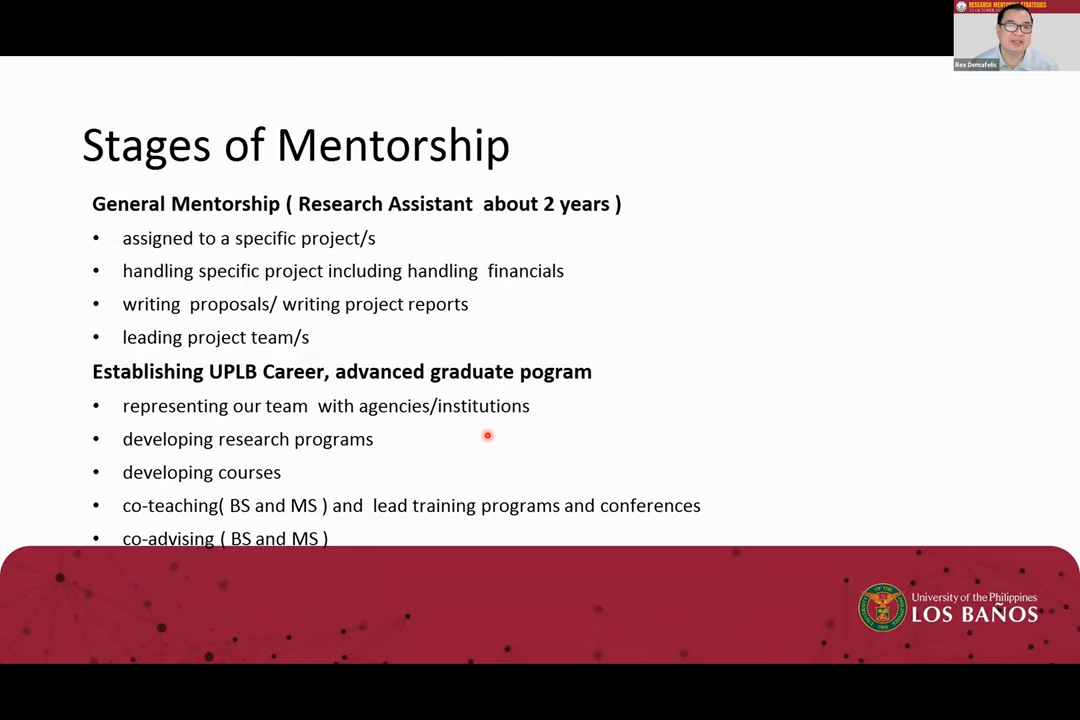 RESEARCH MENTORING STRATEGIES
Rex Demafelis
Stages of Mentorship
General Mentorship ( Research Assistant  about 2 years )
• assigned to a specific project/s
• handling specific project including handling  financials
• writing  proposals/ writing project reports
• leading project team/s
Establishing UPLB Career, advanced graduate pogram
• representing our team  with agencies/institutions
• developing research programs
• developing courses
• co-teaching( BS and MS ) and  lead training programs and conferences
• co-advising ( BS and MS )
University of the Philippines
LOS BAÑOS